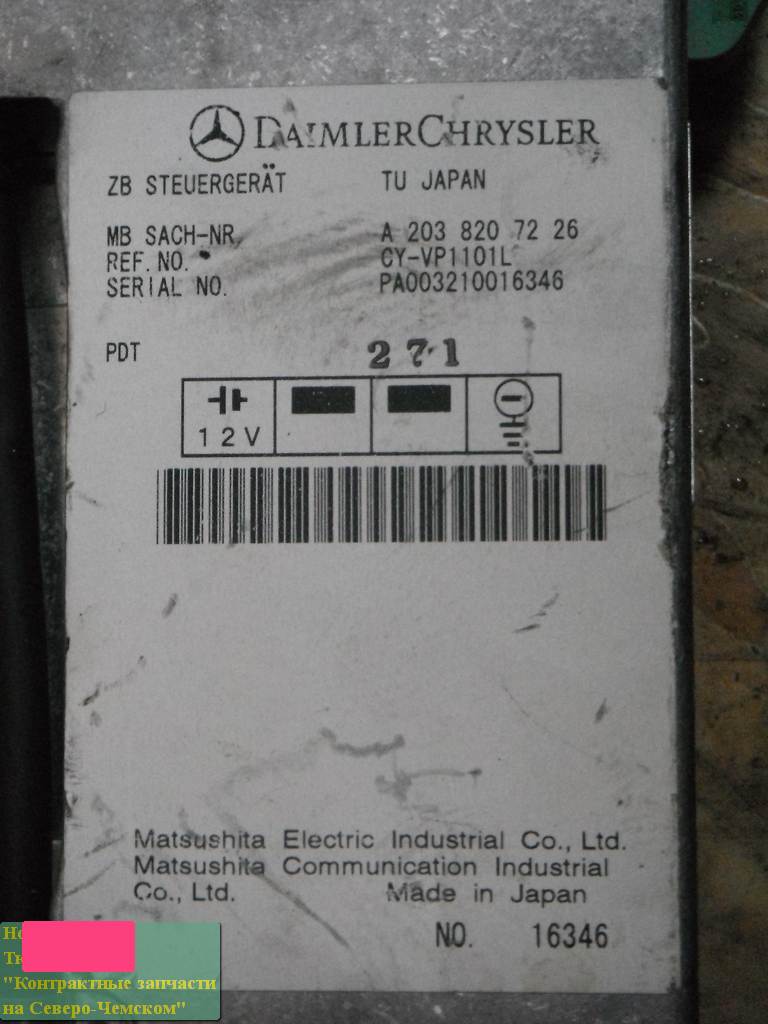 DAIMLERCHRYSLER
ZB STEUERGERÄT TU JAPAN
MB SACH-NR. A 203 820 72 26
REF. NO. CY-VP1101L
SERIAL NO. PA003210016346
PDT 271
12V
Matsushita Electric Industrial Co., Ltd.
Matsushita Communication Industrial
Co., Ltd. Made in Japan
NO. 16346
"Контрактные запчасти
на Северо-Чемском"